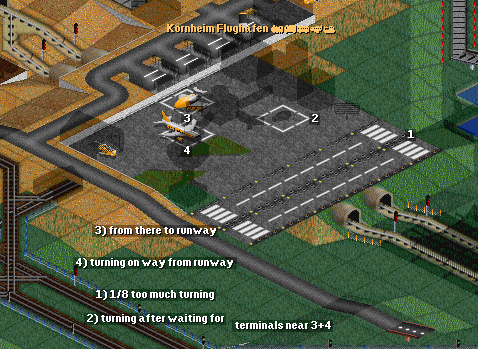 Kornheim Flughafen
3
2
1
4
3) from there to runway
4) turning on way from runway
1) 1/8 too much turning
2) turning after waiting for terminals near 3+4